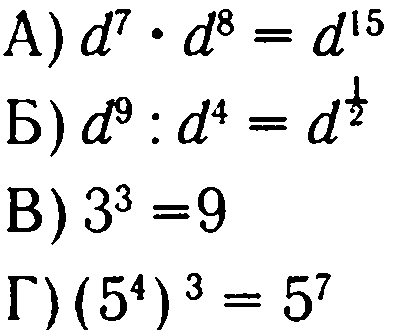 А) d⁷ · d⁸ = d¹⁵
Б) d⁹ : d⁴ = d^(1/2)
В) 3³ =9
Г) (5⁴) ³ = 5⁷